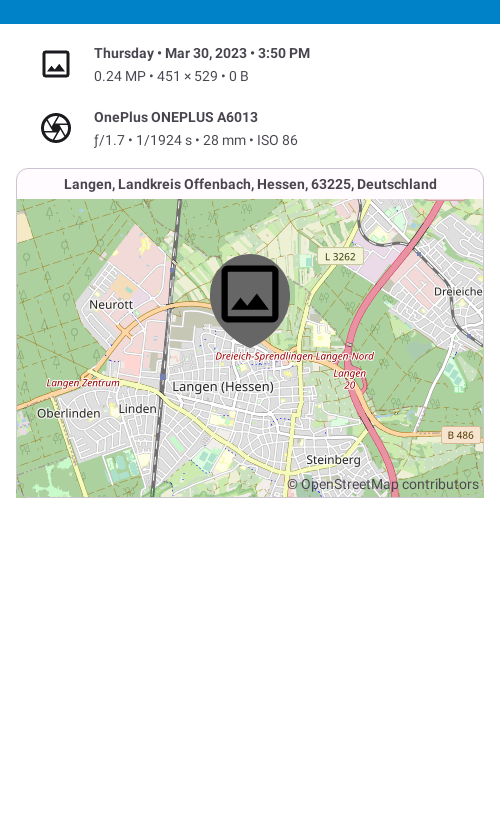 Thursday • Mar 30, 2023 • 3:50 PM
0.24 MP • 451 × 529 • 0 B
OnePlus ONEPLUS A6013
ƒ/1.7 • 1/1924 s • 28 mm • ISO 86
Langen, Landkreis Offenbach, Hessen, 63225, Deutschland
L 3262
Dreieiche
Neurott
Dreieich-Sprendlingen-Langen-Nord
Langen
20
Langen Zentrum
Langen (Hessen)
Oberlinden
Linden
B 486
Steinberg
© OpenStreetMap contributors